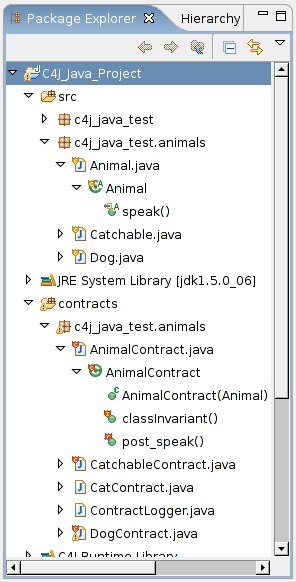 Package Explorer Hierarchy
C4J_Java_Project
src
c4j_java_test
c4j_java_test.animals
Animal.java
Animal
speak()
Catchable.java
Dog.java
JRE System Library [jdk1.5.0_06]
contracts
c4j_java_test.animals
AnimalContract.java
AnimalContract
AnimalContract(Animal)
classInvariant()
post_speak()
CatchableContract.java
CatContract.java
ContractLogger.java
DogContract.java
C4J Runtime Library